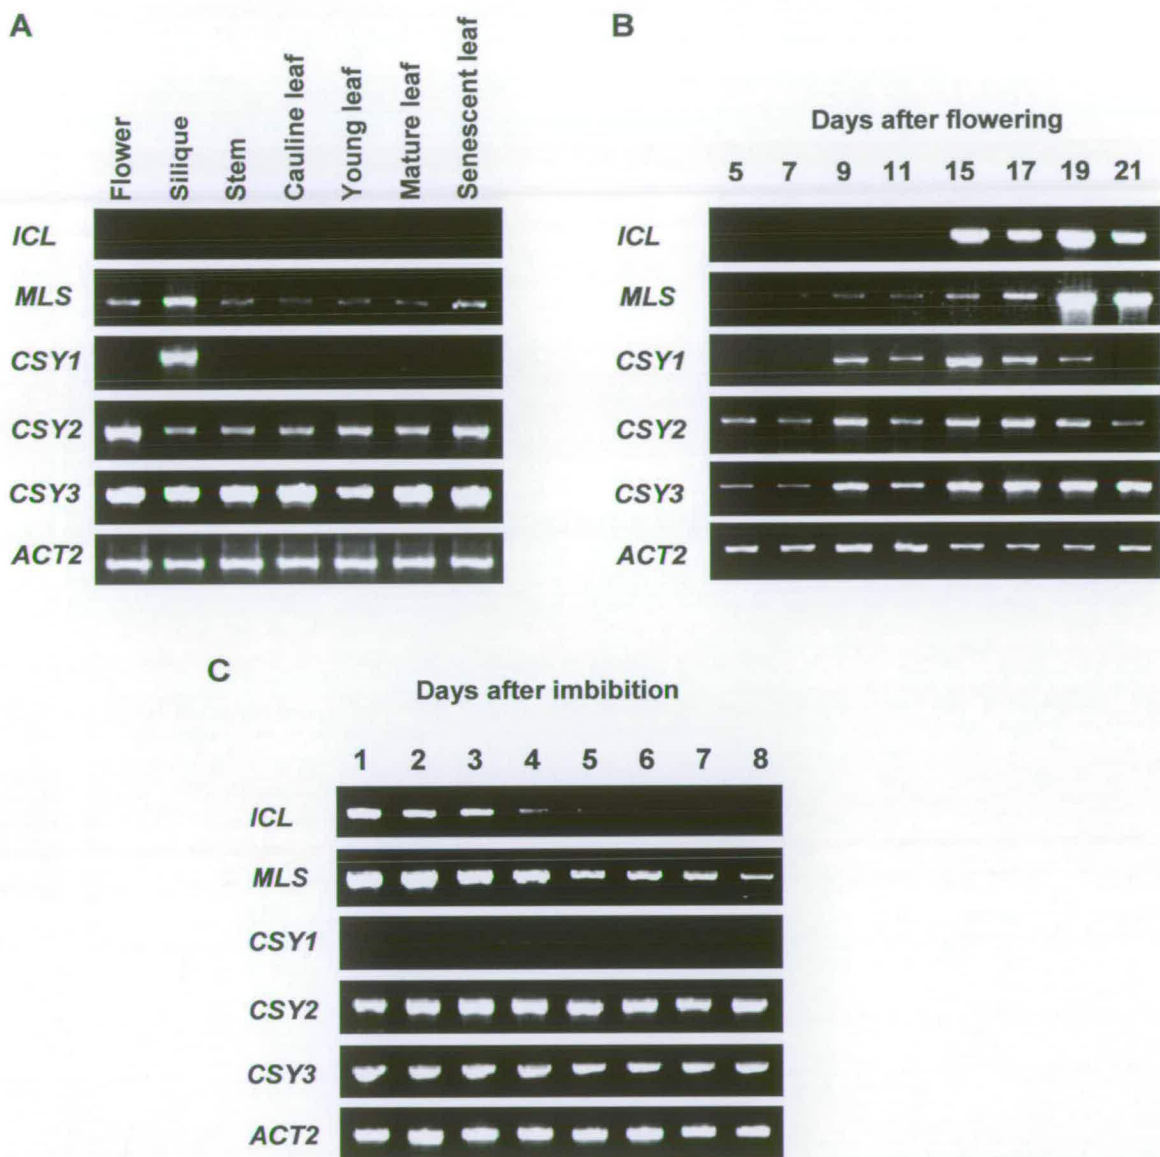 A
Flower
Silique
Stem
Cauline leaf
Young leaf
Mature leaf
Senescent leaf
ICL
MLS
CSY1
CSY2
CSY3
ACT2
B
Days after flowering
5 7 9 11 15 17 19 21
ICL
MLS
CSY1
CSY2
CSY3
ACT2
C
Days after imbibition
1 2 3 4 5 6 7 8
ICL
MLS
CSY1
CSY2
CSY3
ACT2